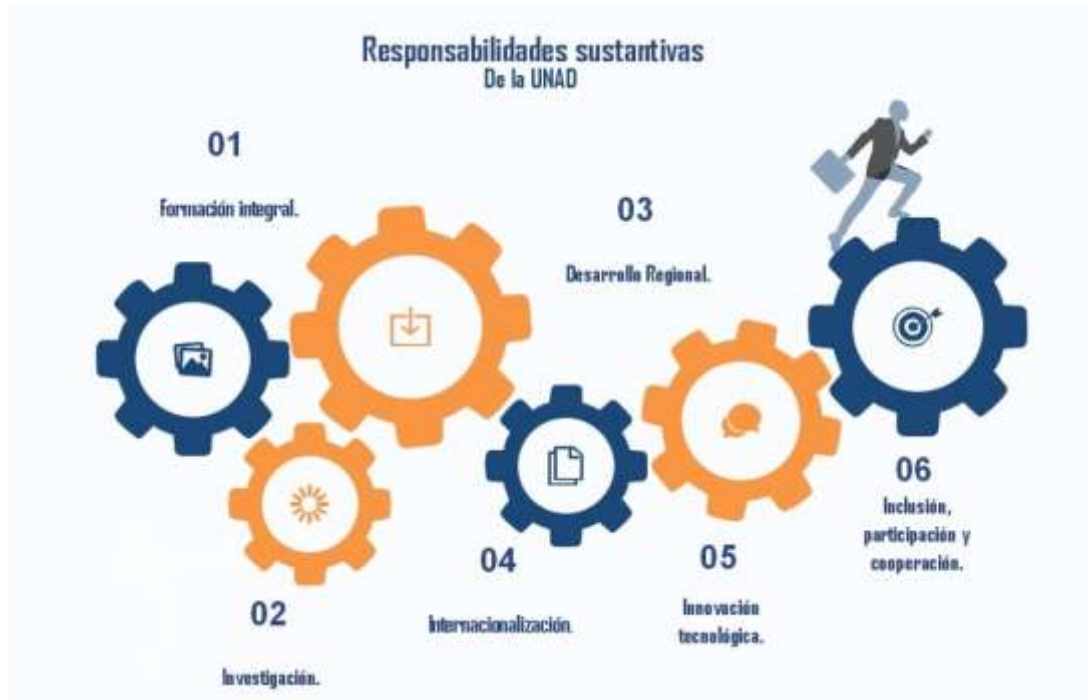 Responsabilidades sustantivas
De la UNAD
01
Formación integral.
02
Investigación.
03
Desarrollo Regional.
04
Internacionalización.
05
Innovación
tecnológica.
06
Inclusión,
participación y
cooperación.